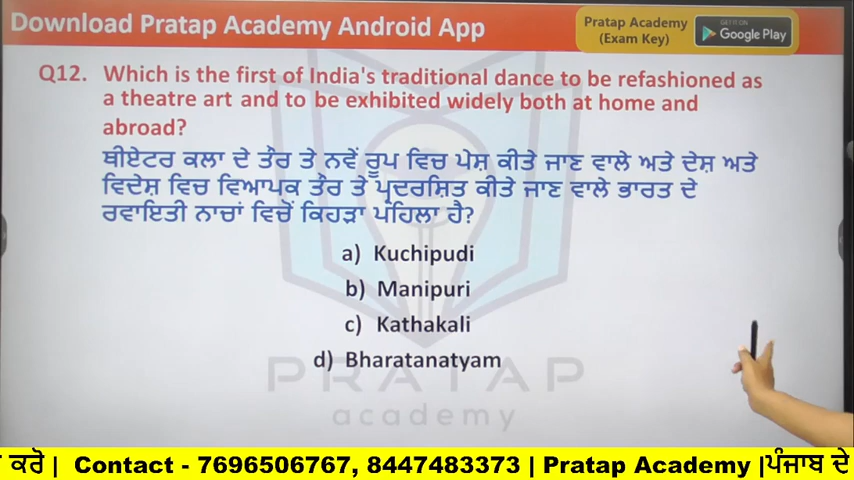 Download Pratap Academy Android App
Pratap Academy
(Exam Key)
GET IT ON
Google Play
Q12. Which is the first of India's traditional dance to be refashioned as
a theatre art and to be exhibited widely both at home and
abroad?
ਥੀਏਟਰ ਕਲਾ ਦੇ ਤੌਰ ਤੇ ਨਵੇਂ ਰੂਪ ਵਿਚ ਪੇਸ਼ ਕੀਤੇ ਜਾਣ ਵਾਲੇ ਅਤੇ ਦੇਸ਼ ਅਤੇ
ਵਿਦੇਸ਼ ਵਿਚ ਵਿਆਪਕ ਤੌਰ ਤੇ ਪ੍ਰਦਰਸ਼ਿਤ ਕੀਤੇ ਜਾਣ ਵਾਲੇ ਭਾਰਤ ਦੇ
ਰਵਾਇਤੀ ਨਾਚਾਂ ਵਿਚੋਂ ਕਿਹੜਾ ਪਹਿਲਾ ਹੈ?
a) Kuchipudi
b) Manipuri
c) Kathakali
d) Bharatanatyam
PRATAP
academy
ਕਰੋ | Contact - 7696506767, 8447483373 | Pratap Academy |ਪੰਜਾਬ ਦੇ